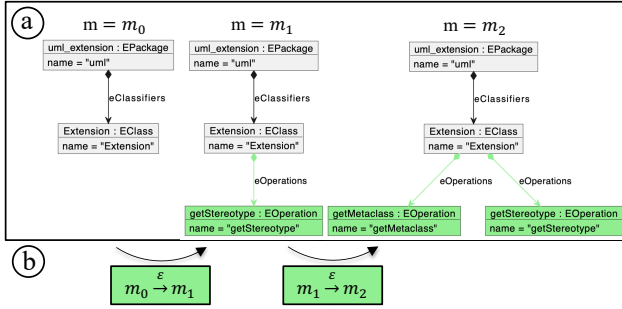 a
m = m₀
uml_extension : EPackage
name = "uml"
eClassifiers
Extension : EClass
name = "Extension"
m = m₁
uml_extension : EPackage
name = "uml"
eClassifiers
Extension : EClass
name = "Extension"
eOperations
getStereotype : EOperation
name = "getStereotype"
m = m₂
uml_extension : EPackage
name = "uml"
eClassifiers
Extension : EClass
name = "Extension"
eOperations
eOperations
getMetaclass : EOperation
name = "getMetaclass"
getStereotype : EOperation
name = "getStereotype"
b
ε
m₀ → m₁
ε
m₁ → m₂